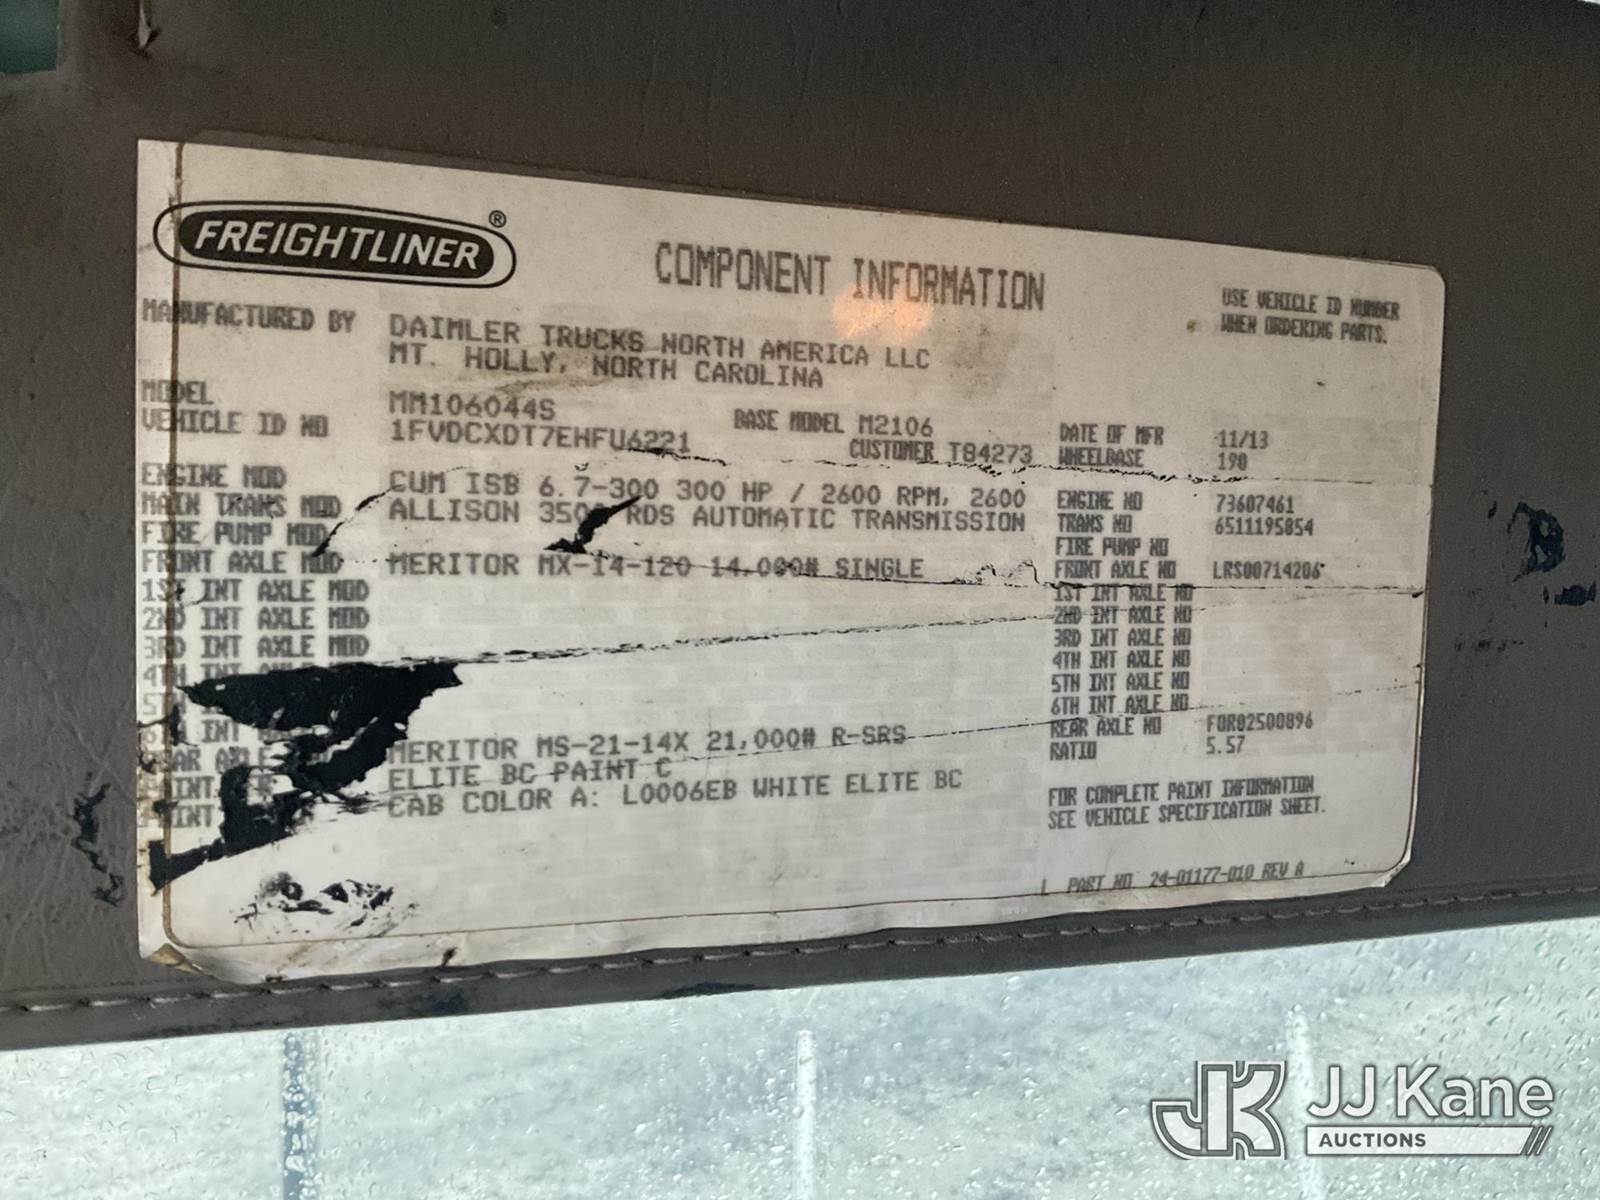 FREIGHTLINER®
COMPONENT INFORMATION
USE VEHICLE ID NUMBER
WHEN ORDERING PARTS.
MANUFACTURED BY DAIMLER TRUCKS NORTH AMERICA LLC
MT. HOLLY, NORTH CAROLINA
MODEL MM106044S BASE MODEL M2106 DATE OF MFR 11/13
VEHICLE ID NO 1FVDCXDT7EHFU6221 CUSTOMER T84273 WHEELBASE 190
ENGINE MOD CUM ISB 6.7-300 300 HP / 2600 RPM, 2600 ENGINE NO 73607461
MAIN TRANS MOD ALLISON RDS AUTOMATIC TRANSMISSION TRANS NO 6511195854
FIRE PUMP MOD FIRE PUMP NO
FRONT AXLE MOD MERITOR MX-14-120 14,000# SINGLE FRONT AXLE NO LRS00714206
1ST INT AXLE MOD 1ST INT AXLE NO
2ND INT AXLE MOD 2ND INT AXLE NO
3RD INT AXLE MOD 3RD INT AXLE NO
4TH INT 4TH INT AXLE NO
5TH INT AXLE NO
6TH INT 6TH INT AXLE NO
MERITOR MS-21-14X 21,000# R-SRS REAR AXLE NO FOR02500896
ELITE BC PAINT C RATIO 5.57
CAB COLOR A: L0006EB WHITE ELITE BC
FOR COMPLETE PAINT INFORMATION
SEE VEHICLE SPECIFICATION SHEET.
PART NO 24-01177-010 REV A
JK JJ Kane
AUCTIONS